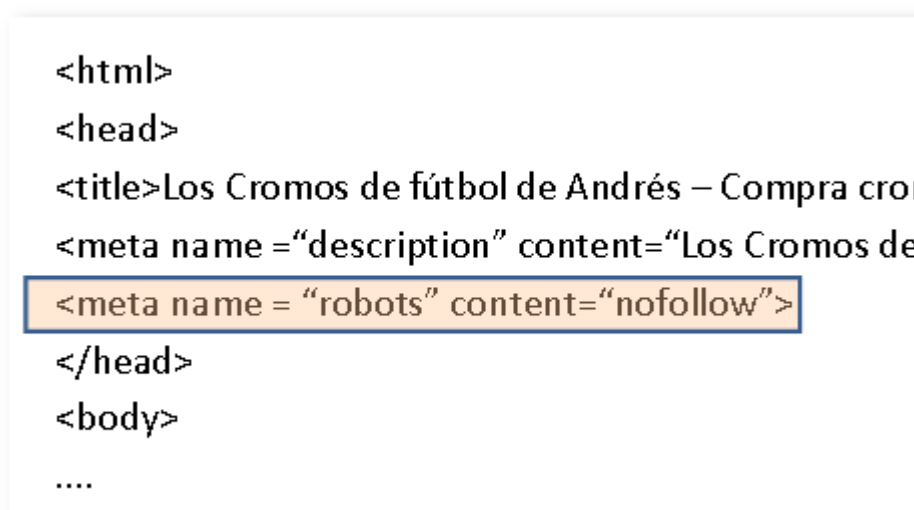 <html>
<head>
<title>Los Cromos de fútbol de Andrés – Compra
<meta name =“description” content=“Los Cromos de
<meta name = “robots” content=“nofollow”>
</head>
<body>
....